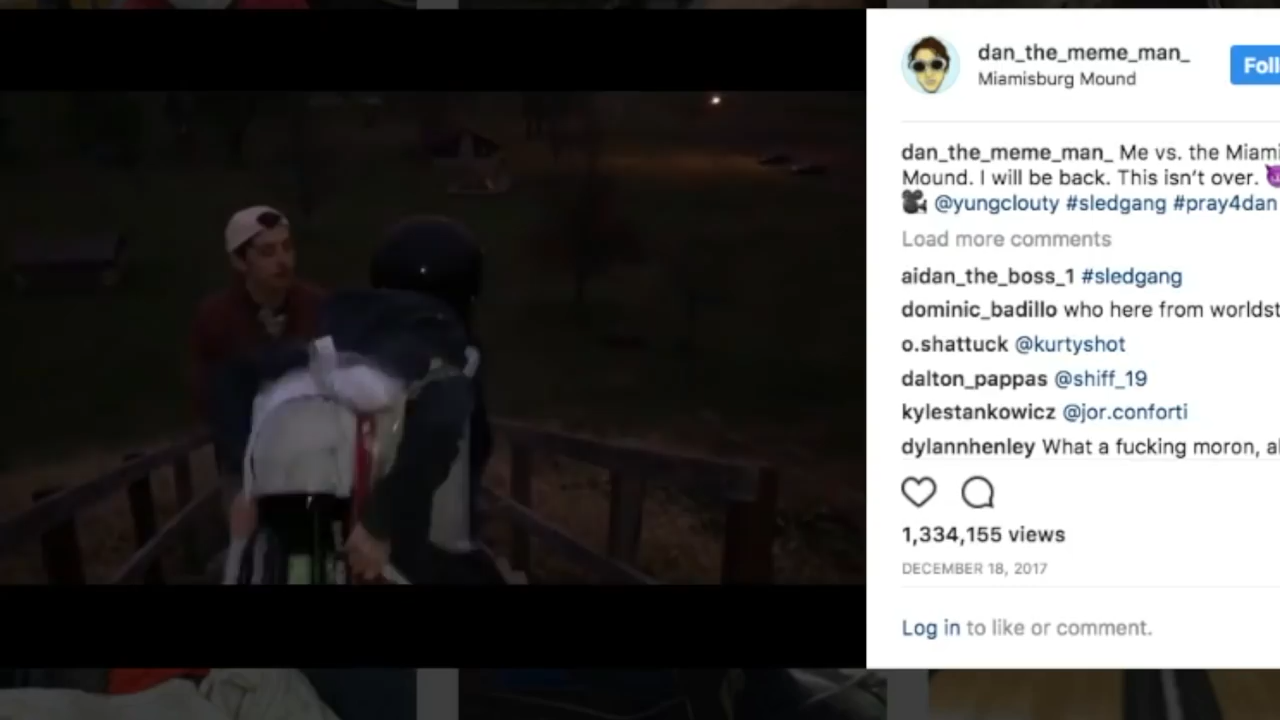 dan_the_meme_man_
Miamisburg Mound
dan_the_meme_man_ Me vs. the Miami
Mound. I will be back. This isn't over. 😈
🎥 @yungclouty #sledgang #pray4dan
Load more comments
aidan_the_boss_1 #sledgang
dominic_badillo who here from worldst
o.shattuck @kurtyshot
dalton_pappas @shiff_19
kylestankowicz @jor.conforti
dylannhenley What a fucking moron, al
1,334,155 views
DECEMBER 18, 2017
Log in to like or comment.